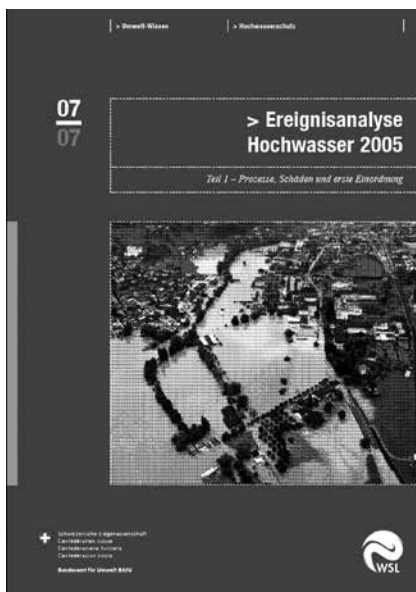 > Umwelt-Wissen
> Hochwasserschutz
07
07
> Ereignisanalyse
Hochwasser 2005
Teil 1 – Prozesse, Schäden und erste Einordnung
Schweizerische Eidgenossenschaft
Confédération suisse
Confederazione Svizzera
Confederaziun svizra
Bundesamt für Umwelt BAFU
WSL